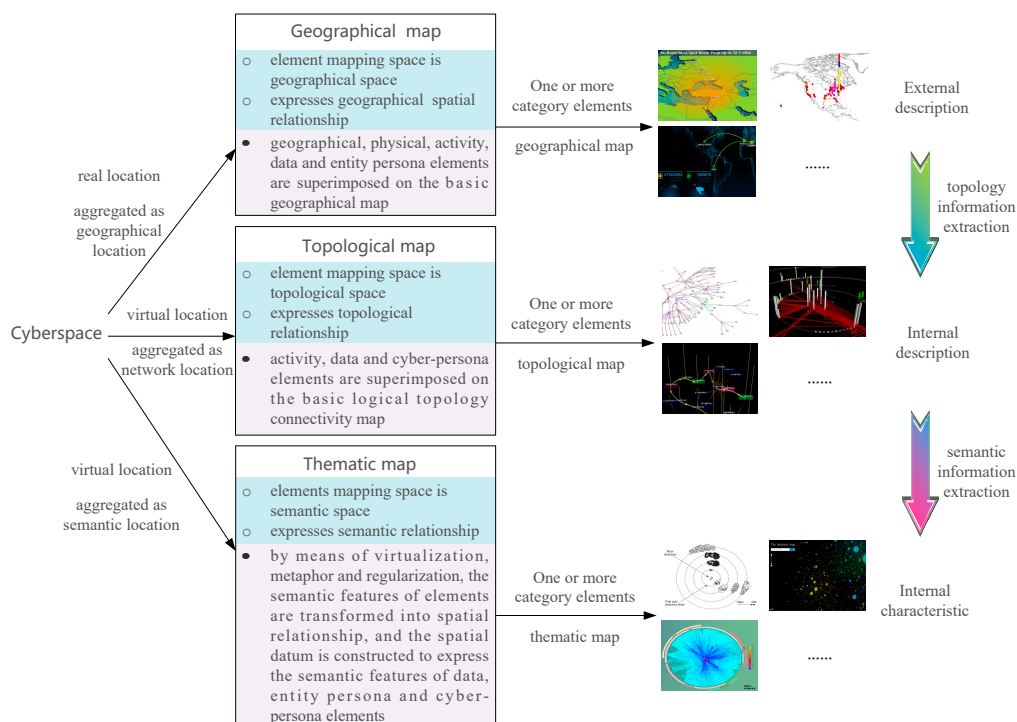 Geographical map
○ element mapping space is
geographical space
○ expresses geographical spatial
relationship
● geographical, physical, activity,
data and entity persona elements
are superimposed on the basic
geographical map
Topological map
○ element mapping space is
topological space
○ expresses topological
relationship
● activity, data and cyber-persona
elements are superimposed on
the basic logical topology
connectivity map
Thematic map
○ elements mapping space is
semantic space
○ expresses semantic relationship
● by means of virtualization,
metaphor and regularization, the
semantic features of elements
are transformed into spatial
relationship, and the spatial
datum is constructed to express
the semantic features of data,
entity persona and cyber-
persona elements
Cyberspace
real location
aggregated as
geographical
location
virtual location
aggregated as
network location
virtual location
aggregated as
semantic location
One or more
category elements
geographical map
One or more
category elements
topological map
One or more
category elements
thematic map
ATTACKERS
TARGETS
......
......
......
External
description
topology
information
extraction
Internal
description
semantic
information
extraction
Internal
characteristic